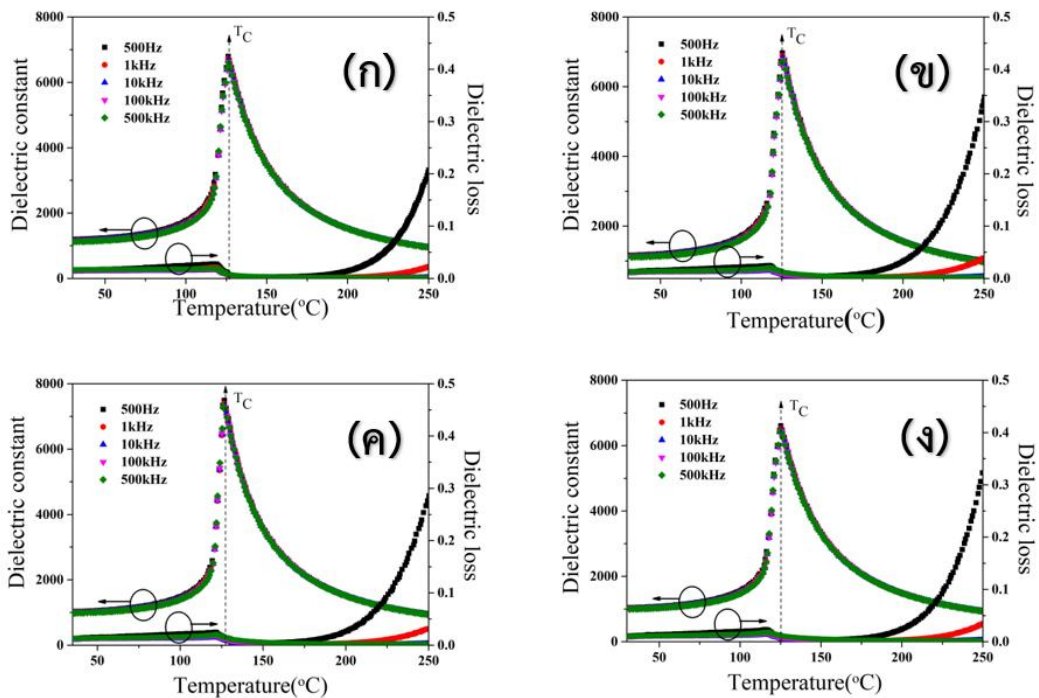 (ก)
Dielectric constant
Dielectric loss
8000
6000
4000
2000
0
0.5
0.4
0.3
0.2
0.1
0.0
T_C
500Hz
1kHz
10kHz
100kHz
500kHz
50
100
150
200
250
Temperature(°C)
(ข)
Dielectric constant
Dielectric loss
8000
6000
4000
2000
0
0.5
0.4
0.3
0.2
0.1
0.0
T_C
500Hz
1kHz
10kHz
100kHz
500kHz
50
100
150
200
250
Temperature(°C)
(ค)
Dielectric constant
Dielectric loss
8000
6000
4000
2000
0
0.5
0.4
0.3
0.2
0.1
0.0
T_C
500Hz
1kHz
10kHz
100kHz
500kHz
50
100
150
200
250
Temperature(°C)
(ง)
Dielectric constant
Dielectric loss
8000
6000
4000
2000
0
0.5
0.4
0.3
0.2
0.1
0.0
T_C
500Hz
1kHz
10kHz
100kHz
500kHz
50
100
150
200
250
Temperature(°C)